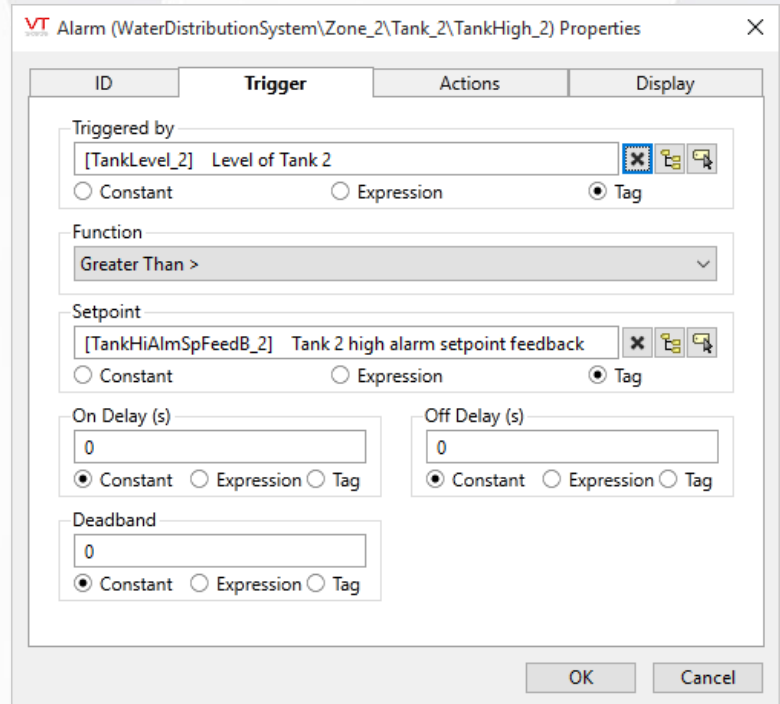 VT Alarm (WaterDistributionSystem\Zone_2\Tank_2\TankHigh_2) Properties
ID Trigger Actions Display
Triggered by
[TankLevel_2] Level of Tank 2
Constant Expression Tag
Function
Greater Than >
Setpoint
[TankHiAlmSpFeedB_2] Tank 2 high alarm setpoint feedback
Constant Expression Tag
On Delay (s) Off Delay (s)
0 0
Constant Expression Tag Constant Expression Tag
Deadband
0
Constant Expression Tag
OK Cancel